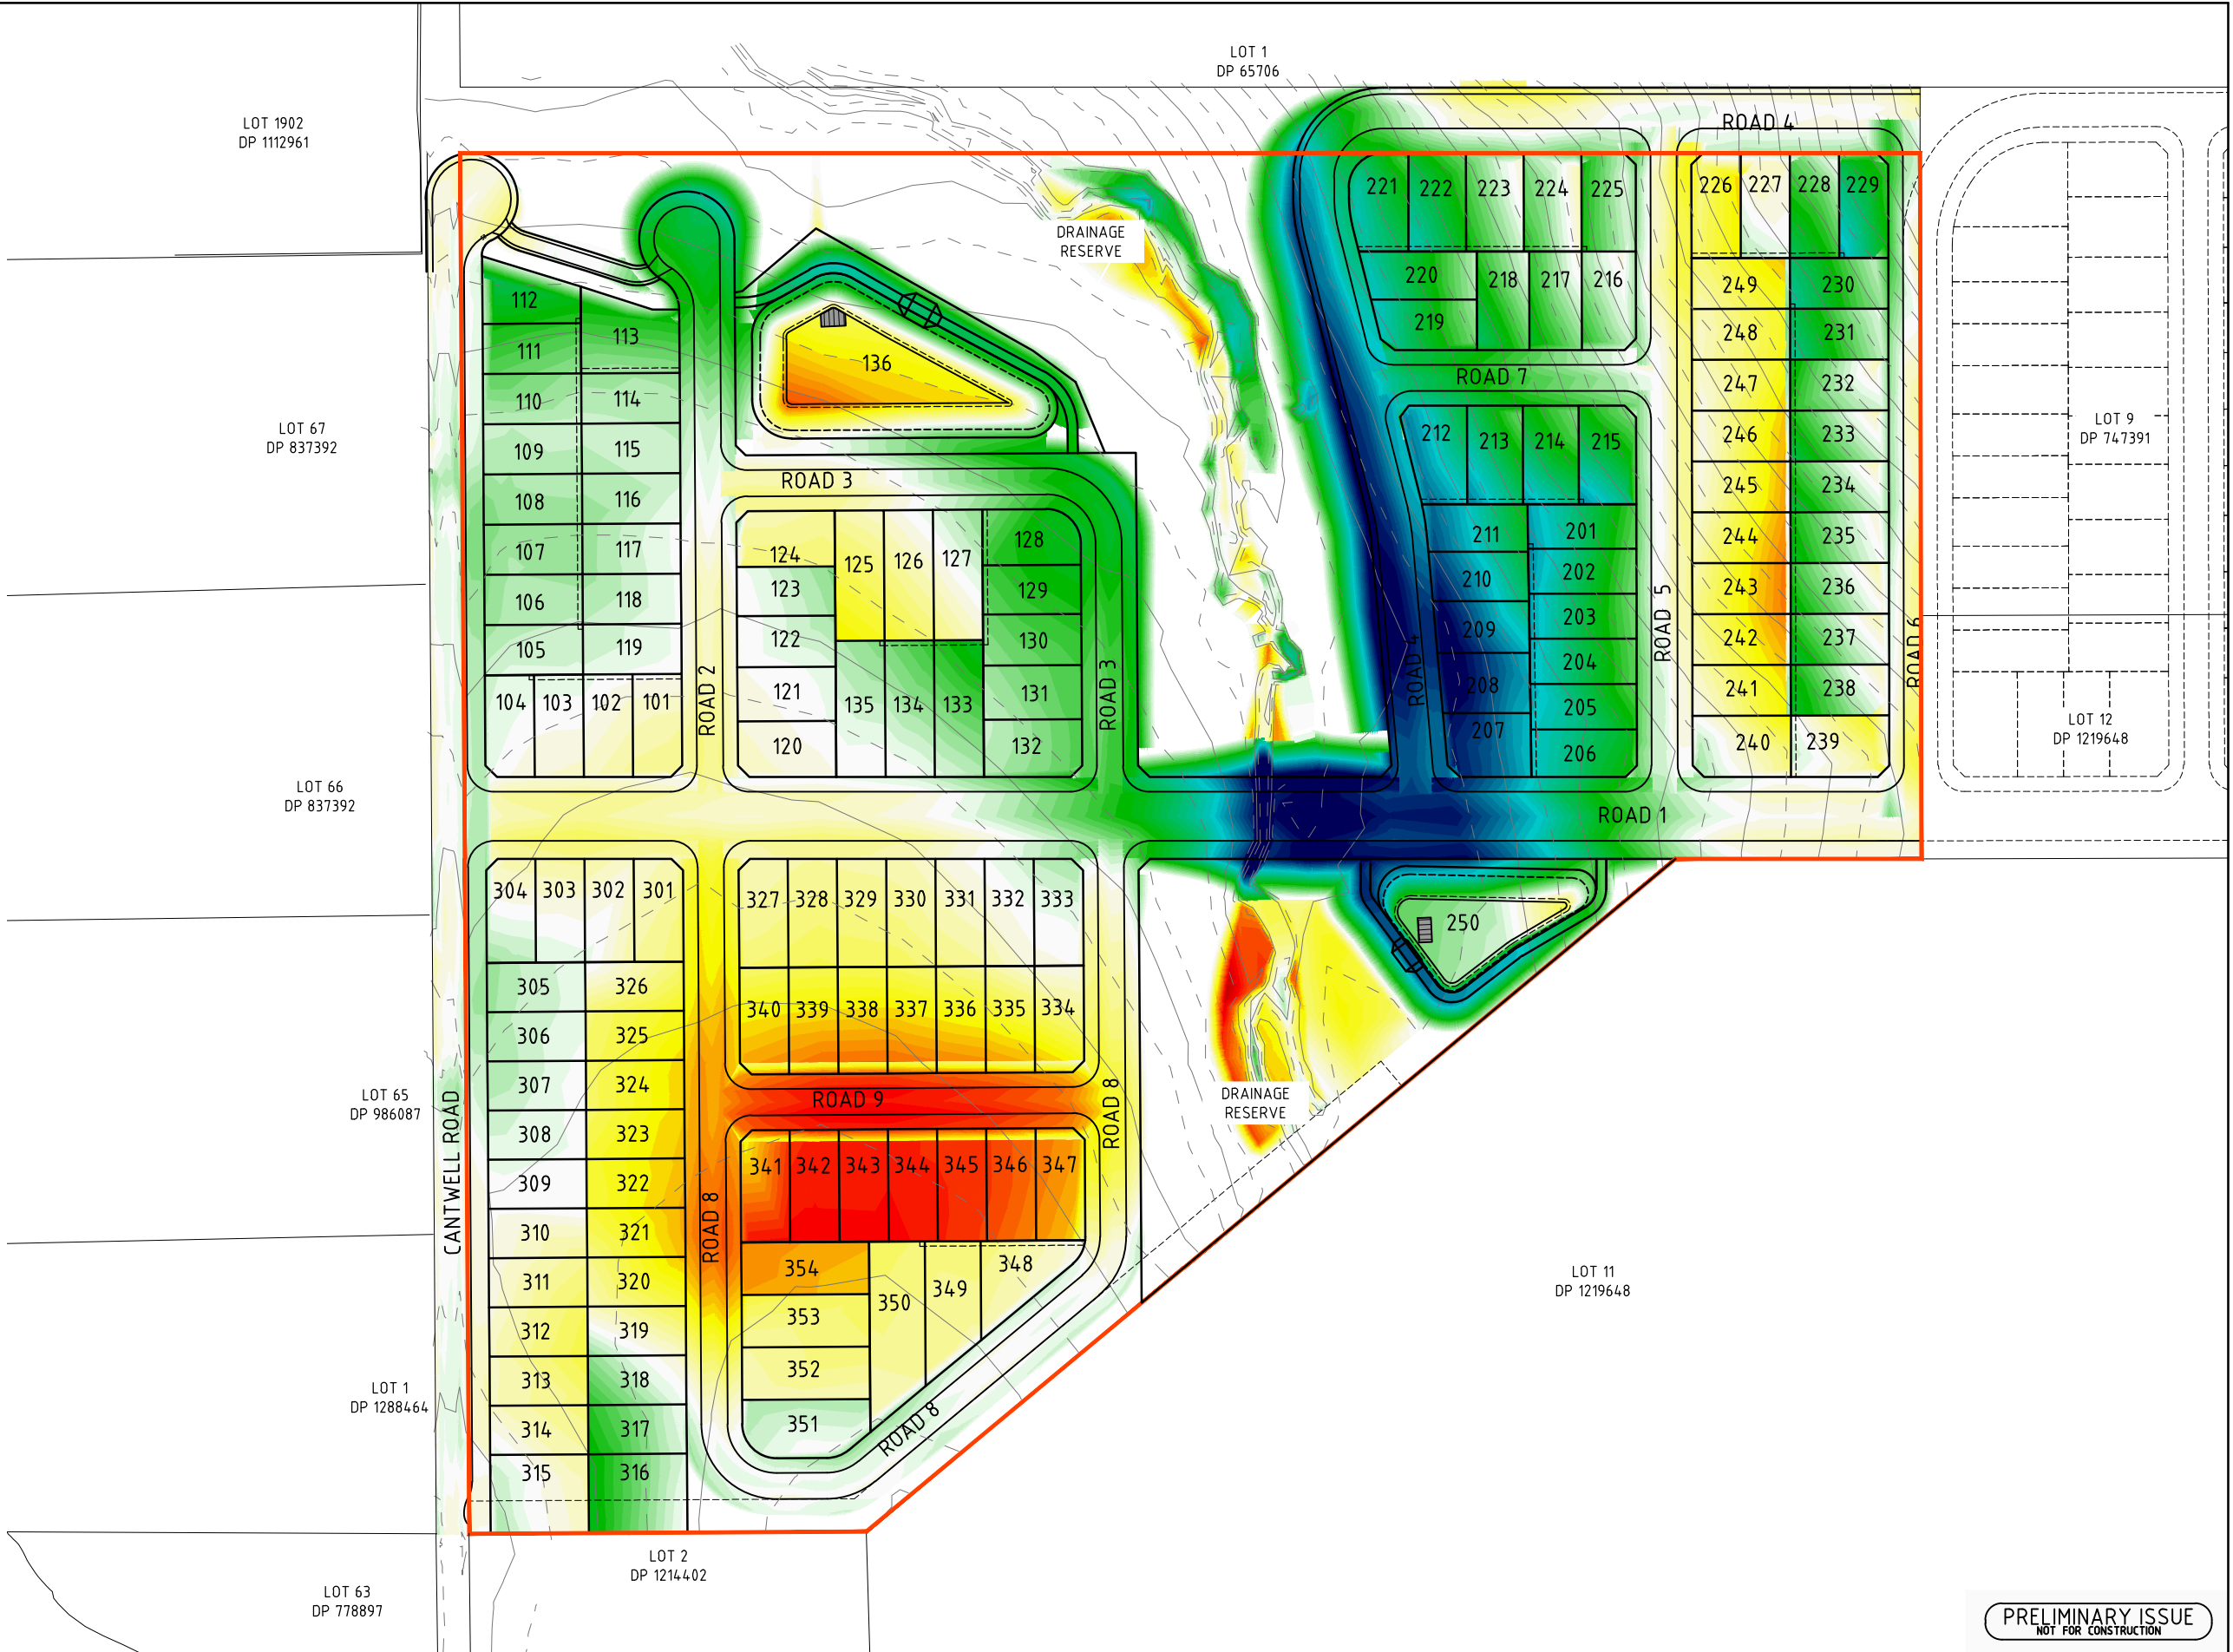 LOT 1
DP 65706
LOT 1902
DP 1112961
ROAD 4
221 222 223 224 225
226 227 228 229
DRAINAGE
RESERVE
220 218 217 216
219
249 230
248 231
247 232
246 233
245 234
244 235
243 236
242 237
241 238
240 239
112
113
111
110 114
109 115
108 116
107 117
106 118
105 119
104 103 102 101
136
ROAD 7
LOT 67
DP 837392
LOT 9
DP 747391
212 213 214 215
ROAD 3
211 201
210 202
209 203
208 204
207 205
206
124 125 126 127 128
123 129
122 130
121 135 134 133 131
120 132
ROAD 2
ROAD 3
ROAD 4
ROAD 5
ROAD 6
LOT 12
DP 1219648
LOT 66
DP 837392
ROAD 1
304 303 302 301
327 328 329 330 331 332 333
250
305 326
306 325
307 324
308 323
309 322
310 321
311 320
312 319
313 318
314 317
315 316
340 339 338 337 336 335 334
LOT 65
DP 986087
CANTWELL ROAD
ROAD 9
ROAD 8
DRAINAGE
RESERVE
341 342 343 344 345 346 347
ROAD 8
354 350 349 348
353
352
351
ROAD 8
LOT 11
DP 1219648
LOT 1
DP 1288464
LOT 2
DP 1214402
LOT 63
DP 778897
PRELIMINARY ISSUE
NOT FOR CONSTRUCTION